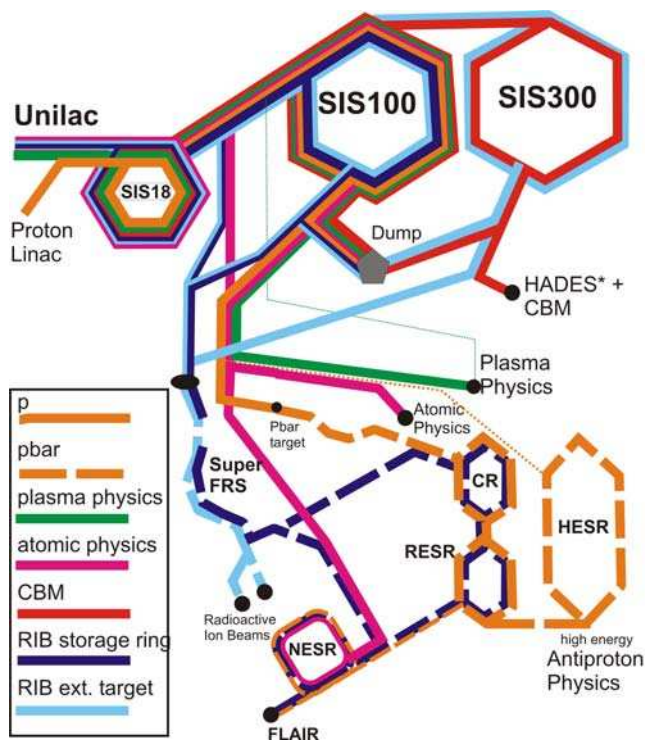 SIS100
SIS300
Unilac
SIS18
Proton
Linac
Dump
HADES* +
CBM
Plasma
Physics
Atomic
Physics
Pbar
target
p
pbar
plasma physics
atomic physics
CBM
RIB storage ring
RIB ext. target
Super
FRS
CR
RESR
HESR
Radioactive
Ion Beams
NESR
high energy
Antiproton
Physics
FLAIR